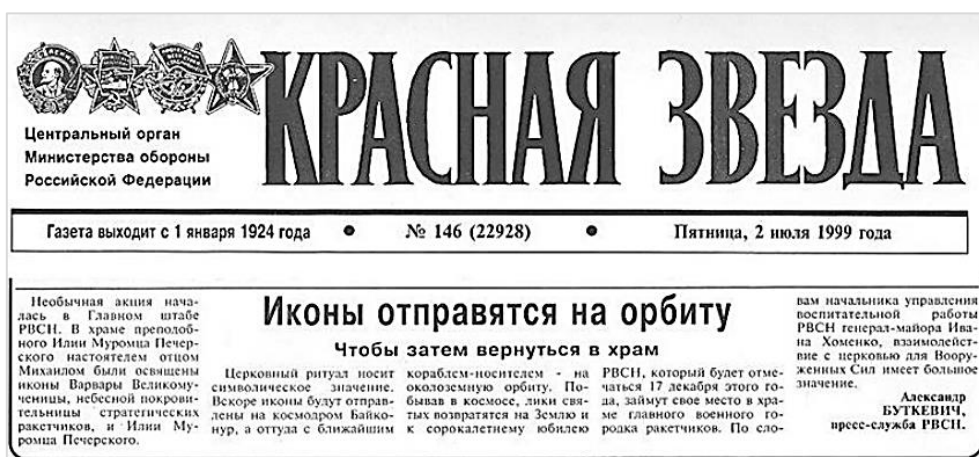 Центральный орган
Министерства обороны
Российской Федерации
КРАСНАЯ ЗВЕЗДА
Газета выходит с 1 января 1924 года • № 146 (22928) • Пятница, 2 июля 1999 года
Иконы отправятся на орбиту
Чтобы затем вернуться в храм
Необычная акция нача-
лась в Главном штабе
РВСН. В храме преподоб-
ного Илии Муромца Печер-
ского настоятелем отцом
Михаилом были освящены
иконы Варвары Великому-
ченицы, небесной покрови-
тельницы стратегических
ракетчиков, и Илии Му-
ромца Печерского.
Церковный ритуал носит
символическое значение.
Вскоре иконы будут отправ-
лены на космодром Байко-
нур, а оттуда с ближайшим
кораблем-носителем - на
околоземную орбиту. По-
бывав в космосе, лики свя-
тых возвратятся на Землю и
к сорокалетнему юбилею
РВСН, который будет отме-
чаться 17 декабря этого го-
да, займут свое место в хра-
ме главного военного го-
родка ракетчиков. По сло-
вам начальника управления
воспитательной работы
РВСН генерал-майора Ива-
на Хоменко, взаимодейст-
вие с церковью для Воору-
женных Сил имеет большое
значение.
Александр
БУТКЕВИЧ,
пресс-служба РВСН.